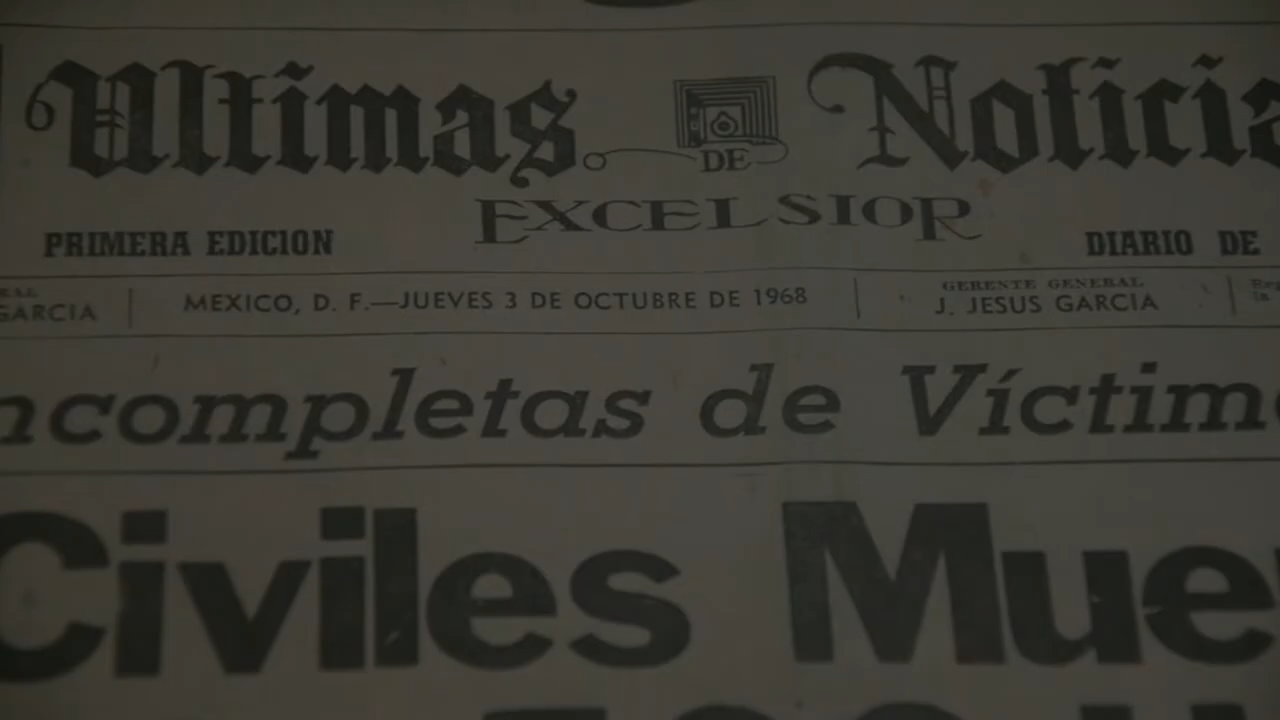 Ultimas DE Noticia
EXCELSIOR
PRIMERA EDICION
DIARIO DE
GARCIA
MEXICO, D. F.—JUEVES 3 DE OCTUBRE DE 1968
GERENTE GENERAL
J. JESUS GARCIA
ncompletas de Víctim
Civiles Mue